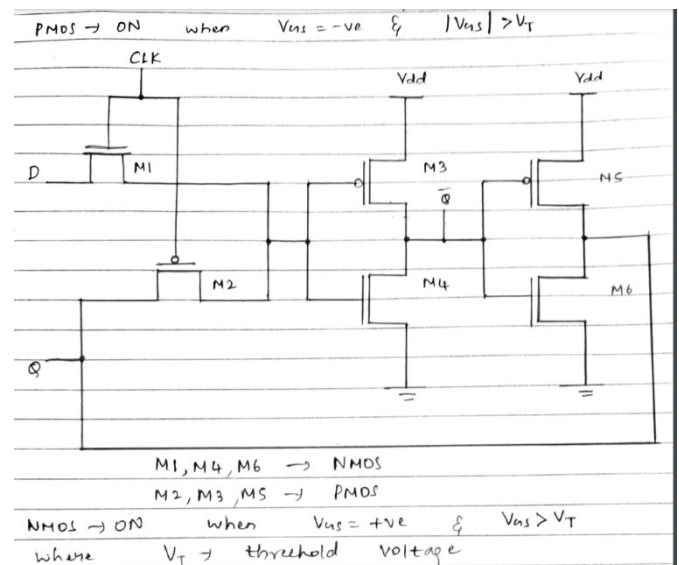 PMOS → ON when VGS = -ve & |VGS| > VT
CLK
Vdd Vdd
D M1 M3 M5
Q̅
M2 M4 M6
Q
M1, M4, M6 → NMOS
M2, M3, M5 → PMOS
NMOS → ON when VGS = +ve & VGS > VT
where VT → threshold voltage